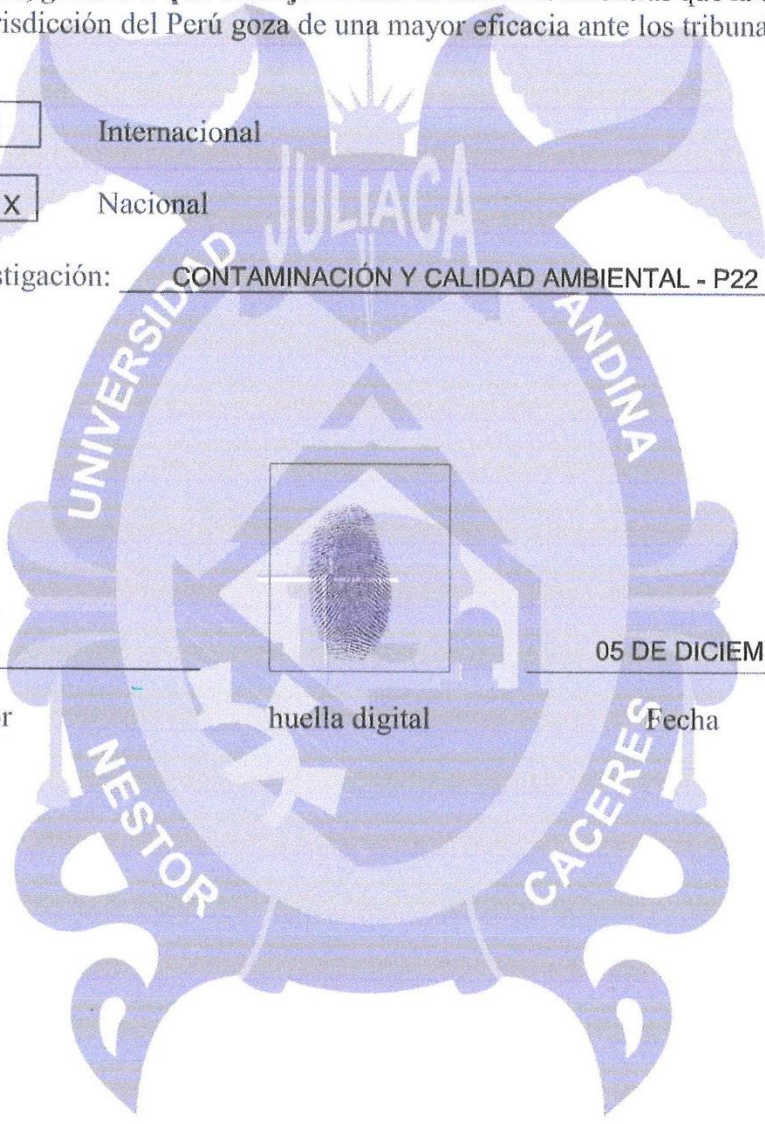 risdicción del Perú goza de una mayor eficacia ante los tribuna
Internacional
X Nacional
stigación: CONTAMINACIÓN Y CALIDAD AMBIENTAL - P22
05 DE DICIEM
r huella digital Fecha
UNIVERSIDAD ANDINA
JULIACA
NESTOR CACERES